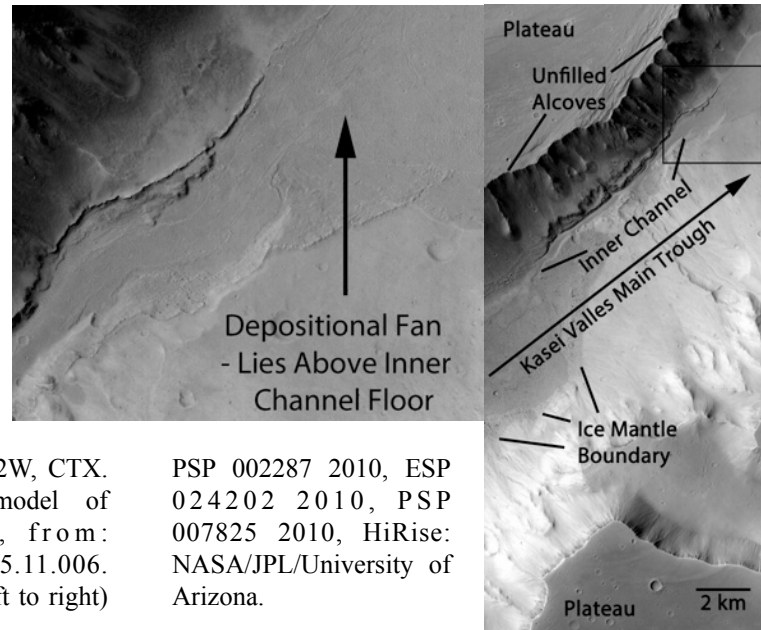 Depositional Fan
- Lies Above Inner
Channel Floor
Plateau
Unfilled
Alcoves
Inner Channel
Kasei Valles Main Trough
Ice Mantle
Boundary
Plateau
2 km
2W, CTX.
model of
, from:
5.11.006.
ft to right)
PSP 002287 2010, ESP
024202 2010, PSP
007825 2010, HiRise:
NASA/JPL/University of
Arizona.